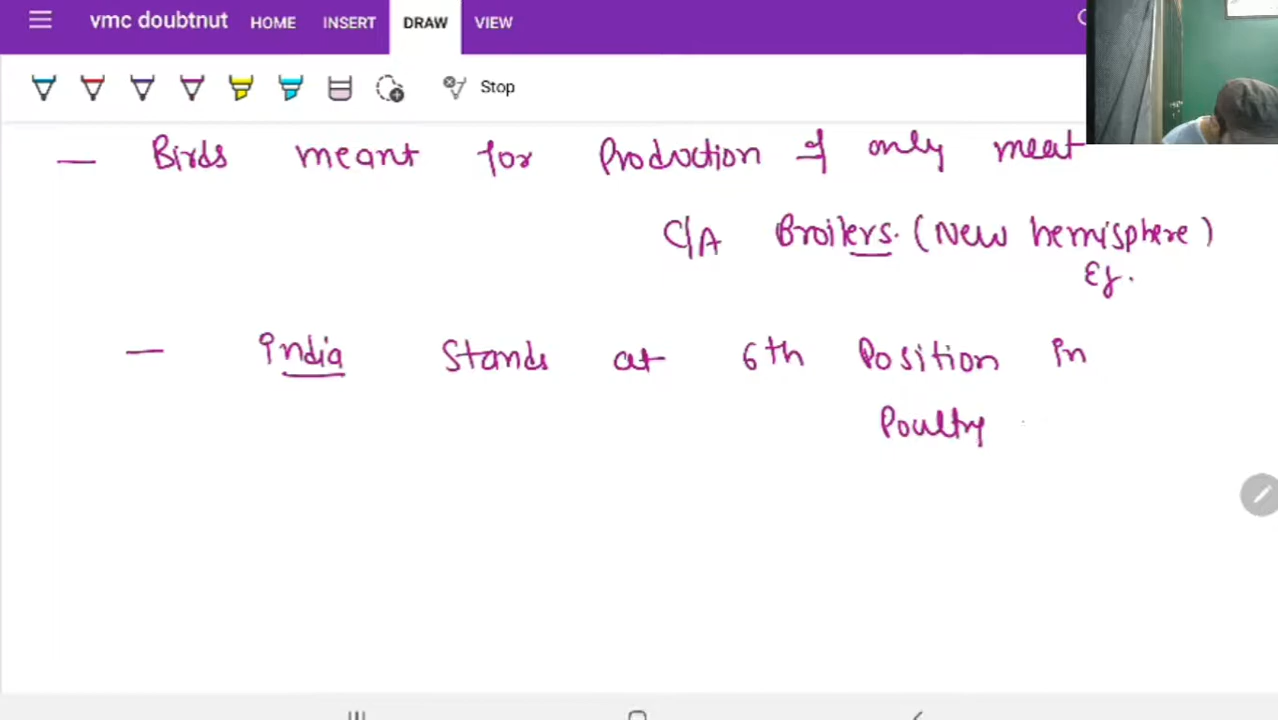 vmc doubtnut HOME INSERT DRAW VIEW
Stop
— Birds meant for Production of only meat
C/A Broilers. (New hemisphere)
Eg.
— India Stands at 6th Position in
Poultry